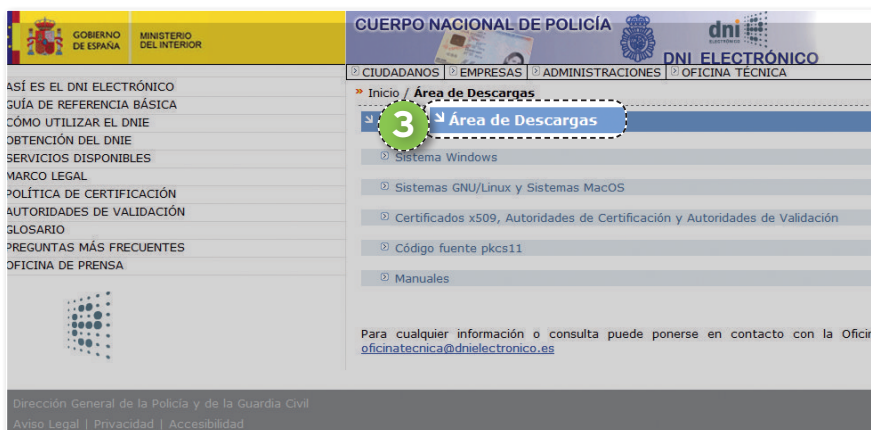 GOBIERNO
DE ESPAÑA
MINISTERIO
DEL INTERIOR
CUERPO NACIONAL DE POLICÍA
dni
DNI ELECTRÓNICO
CIUDADANOS EMPRESAS ADMINISTRACIONES OFICINA TÉCNICA
ASÍ ES EL DNI ELECTRÓNICO
GUÍA DE REFERENCIA BÁSICA
CÓMO UTILIZAR EL DNIE
OBTENCIÓN DEL DNIE
SERVICIOS DISPONIBLES
MARCO LEGAL
POLÍTICA DE CERTIFICACIÓN
AUTORIDADES DE VALIDACIÓN
GLOSARIO
PREGUNTAS MÁS FRECUENTES
OFICINA DE PRENSA
Inicio / Área de Descargas
3 Área de Descargas
Sistema Windows
Sistemas GNU/Linux y Sistemas MacOS
Certificados x509, Autoridades de Certificación y Autoridades de Validación
Código fuente pkcs11
Manuales
Para cualquier información o consulta puede ponerse en contacto con la Oficin
oficinatecnica@dnielectronico.es
Dirección General de la Policía y de la Guardia Civil
Aviso Legal | Privacidad | Accesibilidad